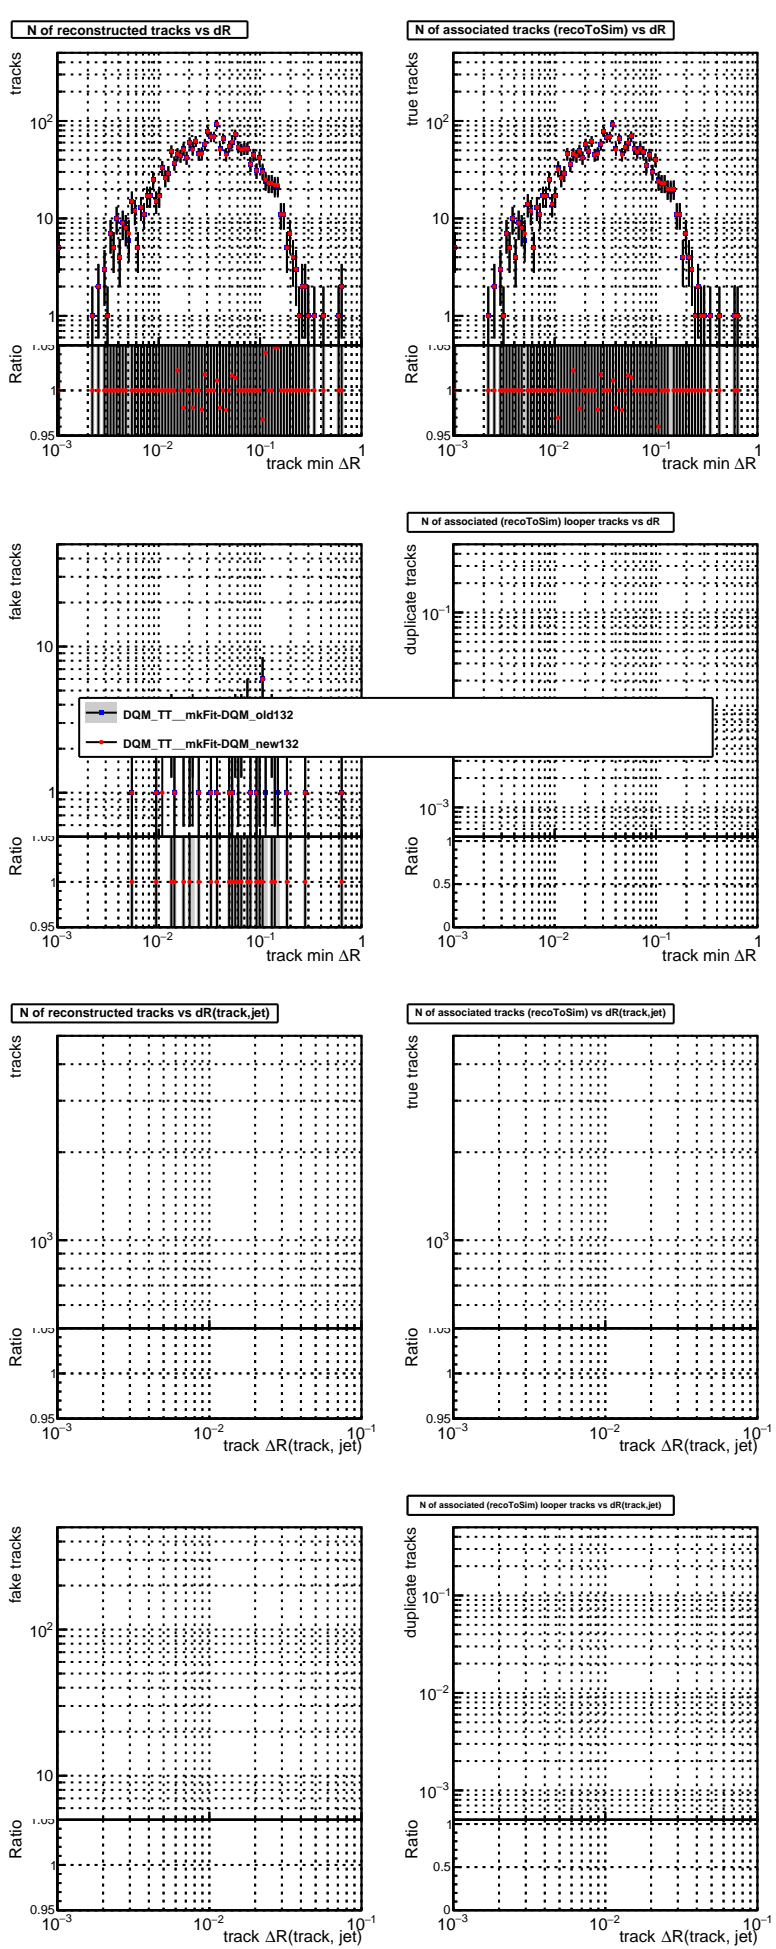 N of reconstructed tracks vs dR
tracks
10²
10
1
1.05
Ratio
1
0.95
10⁻³
10⁻²
10⁻¹
1
track min ΔR
N of associated tracks (recoToSim) vs dR
true tracks
10²
10
1
1.05
Ratio
1
0.95
10⁻³
10⁻²
10⁻¹
1
track min ΔR
fake tracks
10
1
1.05
Ratio
1
0.95
10⁻³
10⁻²
10⁻¹
1
track min ΔR
N of associated (recoToSim) looper tracks vs dR
duplicate tracks
10⁻¹
10⁻³
Ratio
1
0.5
0
10⁻³
10⁻²
10⁻¹
1
track min ΔR
DQM_TT__mkFit-DQM_old132
DQM_TT__mkFit-DQM_new132
N of reconstructed tracks vs dR(track,jet)
tracks
10³
1.05
Ratio
1
0.95
10⁻³
10⁻²
10⁻¹
track ΔR(track, jet)
N of associated tracks (recoToSim) vs dR(track,jet)
true tracks
10³
1.05
Ratio
1
0.95
10⁻³
10⁻²
10⁻¹
track ΔR(track, jet)
fake tracks
10²
10
1.05
Ratio
1
0.95
10⁻³
10⁻²
10⁻¹
track ΔR(track, jet)
N of associated (recoToSim) looper tracks vs dR(track,jet)
duplicate tracks
10⁻¹
10⁻²
10⁻³
Ratio
1
0.5
0
10⁻³
10⁻²
10⁻¹
track ΔR(track, jet)